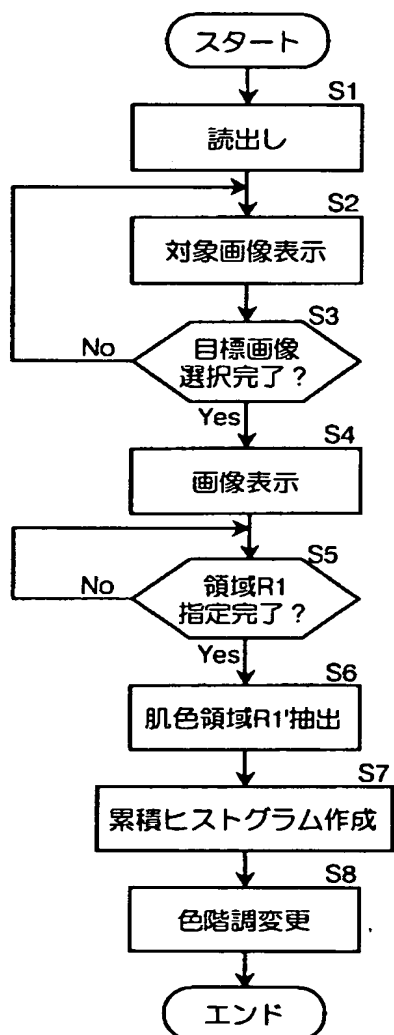 スタート
S1
読出し
S2
対象画像表示
S3
目標画像
選択完了？
No
Yes
S4
画像表示
S5
領域R1
指定完了？
No
Yes
S6
肌色領域R1'抽出
S7
累積ヒストグラム作成
S8
色階調変更
エンド